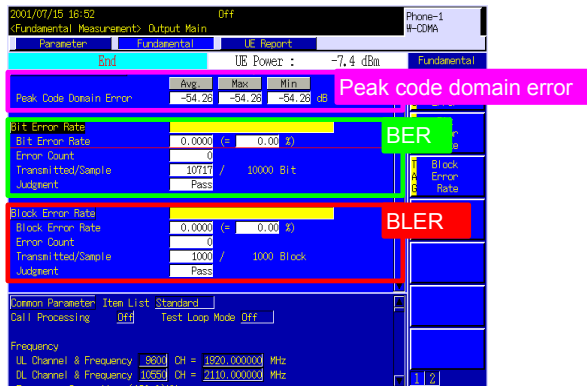 2001/07/15 16:52 Off Phone-1
<Fundamental Measurement> Output Main W-CDMA
Parameter Fundamental UE Report
End UE Power : -7.4 dBm Fundamental
Avg. Max Min
Peak Code Domain Error -54.26 -54.26 -54.26 dB
Peak code domain error
Error
Bit Error Rate
BER
Bit Error Rate 0.0000 (= 0.00 %)
Error Count 0
Transmitted/Sample 10717 / 10000 Bit
Judgment Pass
T Block
A Error
G Rate
Block Error Rate
BLER
Block Error Rate 0.0000 (= 0.00 %)
Error Count 0
Transmitted/Sample 1000 / 1000 Block
Judgment Pass
Common Parameter Item List Standard
Call Processing Off Test Loop Mode Off
Frequency
UL Channel & Frequency 9600 CH = 1920.000000 MHz
DL Channel & Frequency 10550 CH = 2110.000000 MHz
1 2